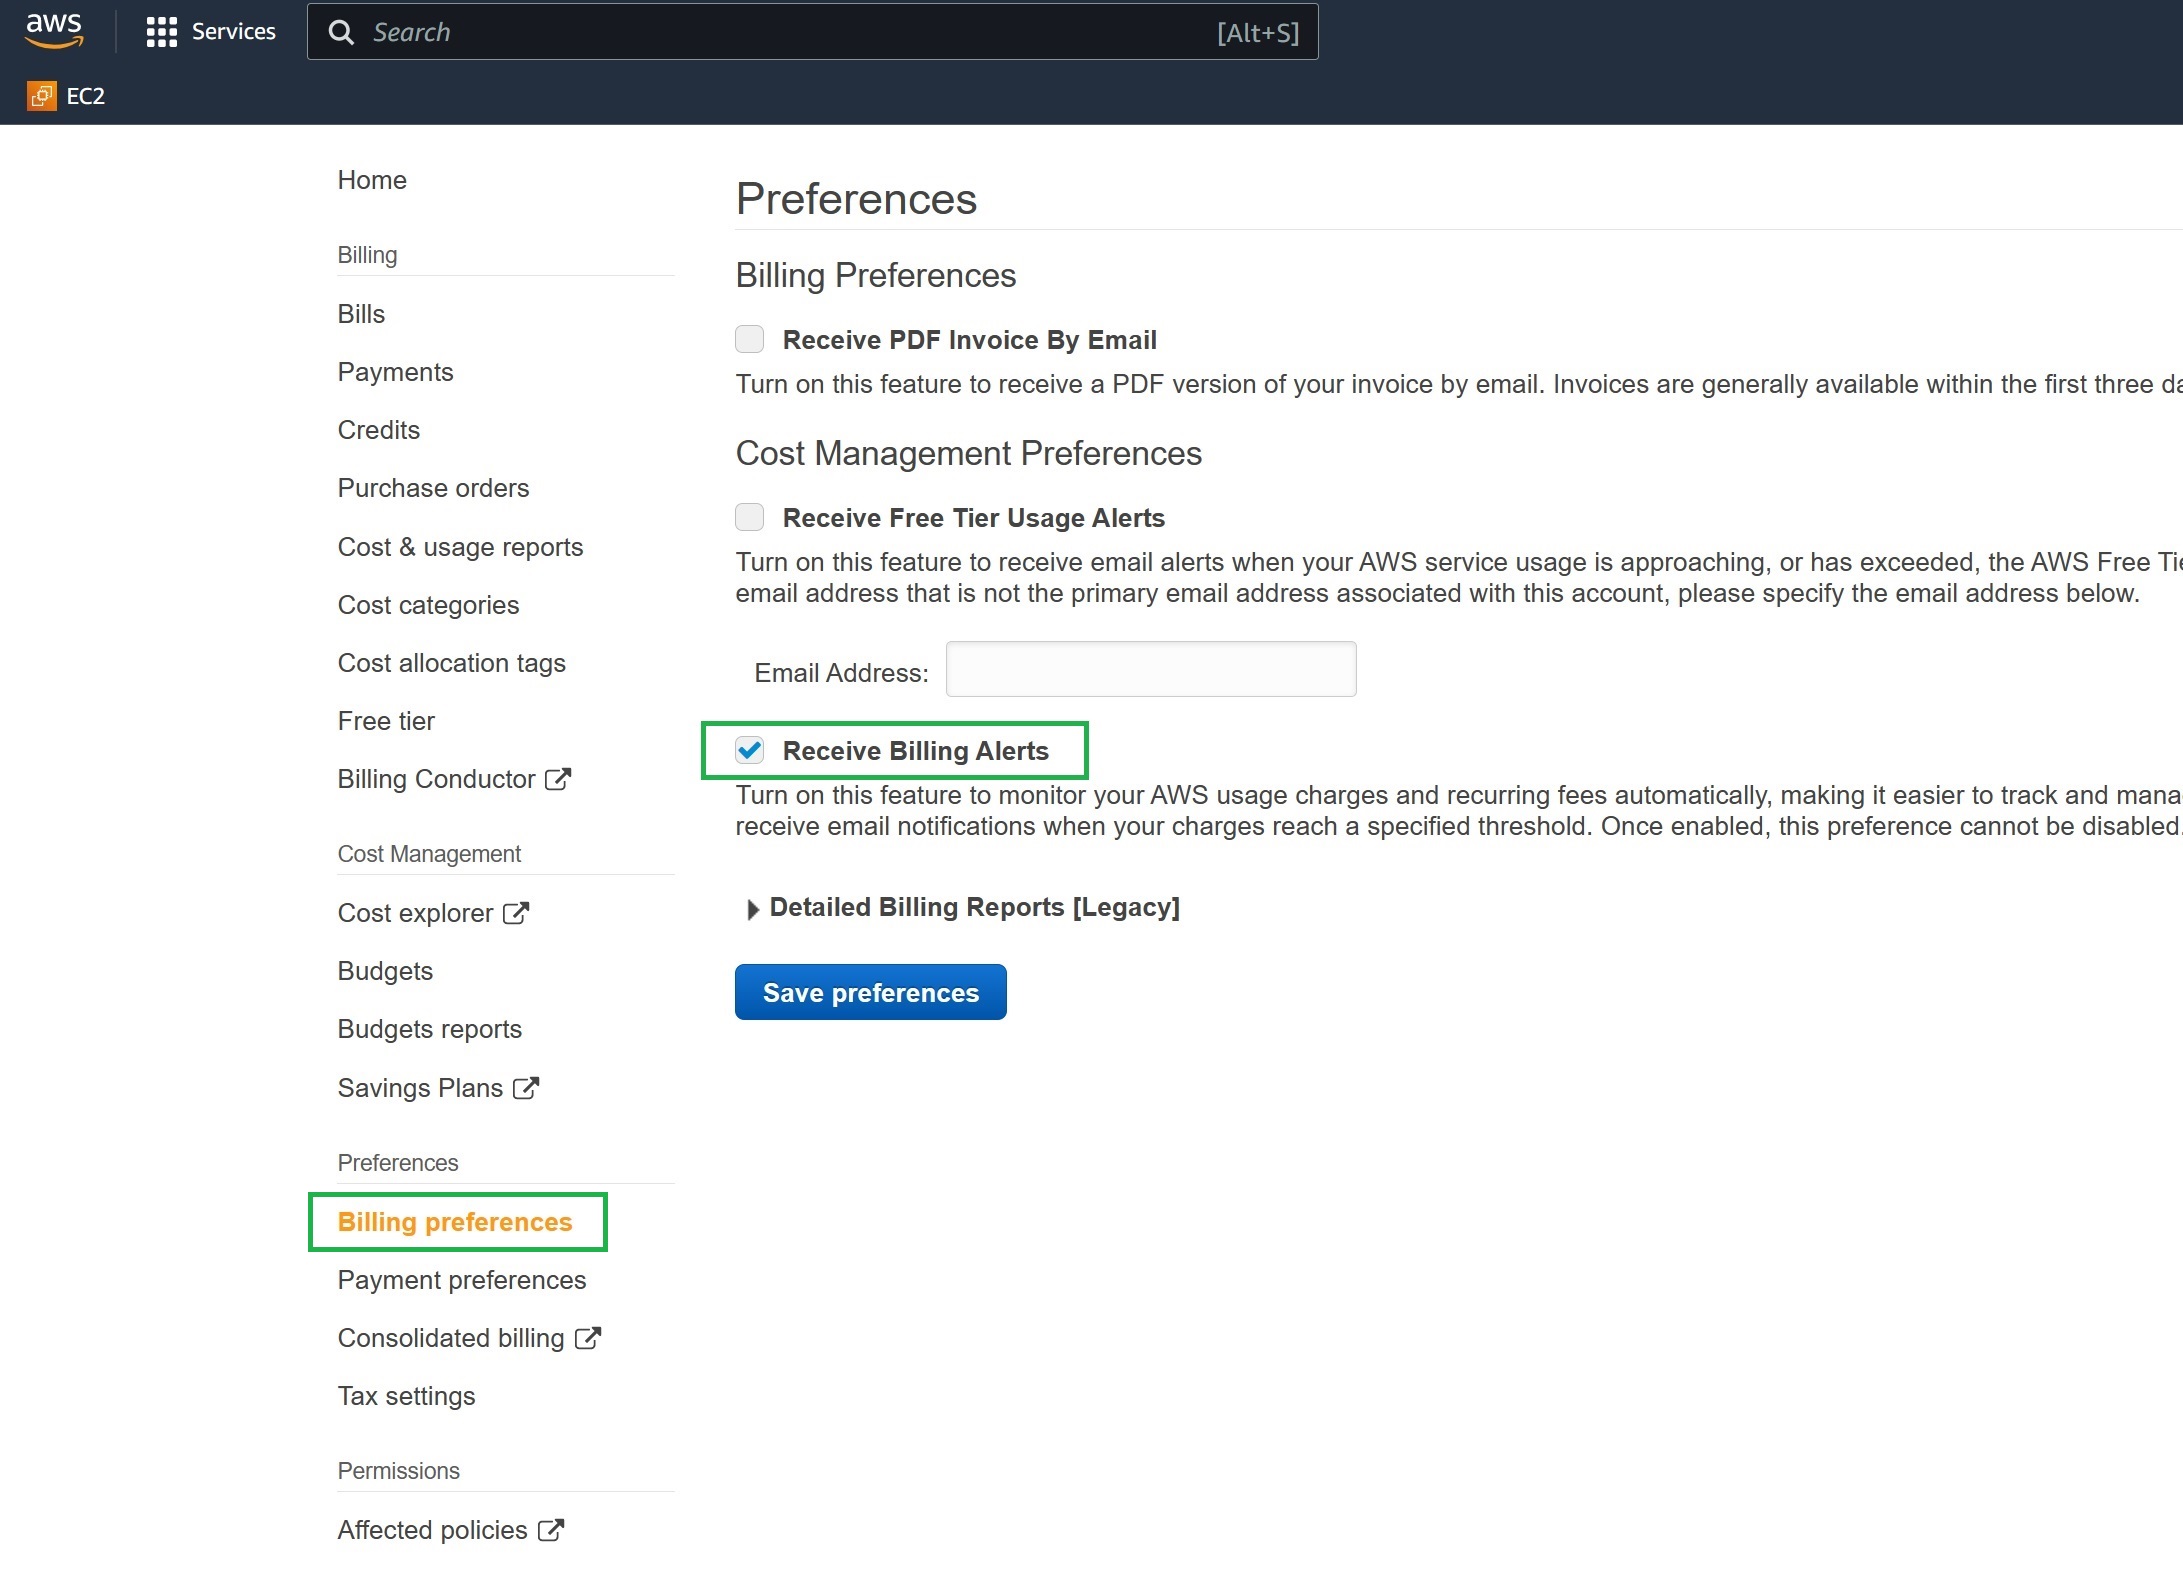 aws
Services
Search
[Alt+S]
EC2
Home
Billing
Bills
Payments
Credits
Purchase orders
Cost & usage reports
Cost categories
Cost allocation tags
Free tier
Billing Conductor
Cost Management
Cost explorer
Budgets
Budgets reports
Savings Plans
Preferences
Billing preferences
Payment preferences
Consolidated billing
Tax settings
Permissions
Affected policies
Preferences
Billing Preferences
Receive PDF Invoice By Email
Turn on this feature to receive a PDF version of your invoice by email. Invoices are generally available within the first three
Cost Management Preferences
Receive Free Tier Usage Alerts
Turn on this feature to receive email alerts when your AWS service usage is approaching, or has exceeded, the AWS Free
email address that is not the primary email address associated with this account, please specify the email address below.
Email Address:
Receive Billing Alerts
Turn on this feature to monitor your AWS usage charges and recurring fees automatically, making it easier to track and
receive email notifications when your charges reach a specified threshold. Once enabled, this preference cannot be disabled.
Detailed Billing Reports [Legacy]
Save preferences